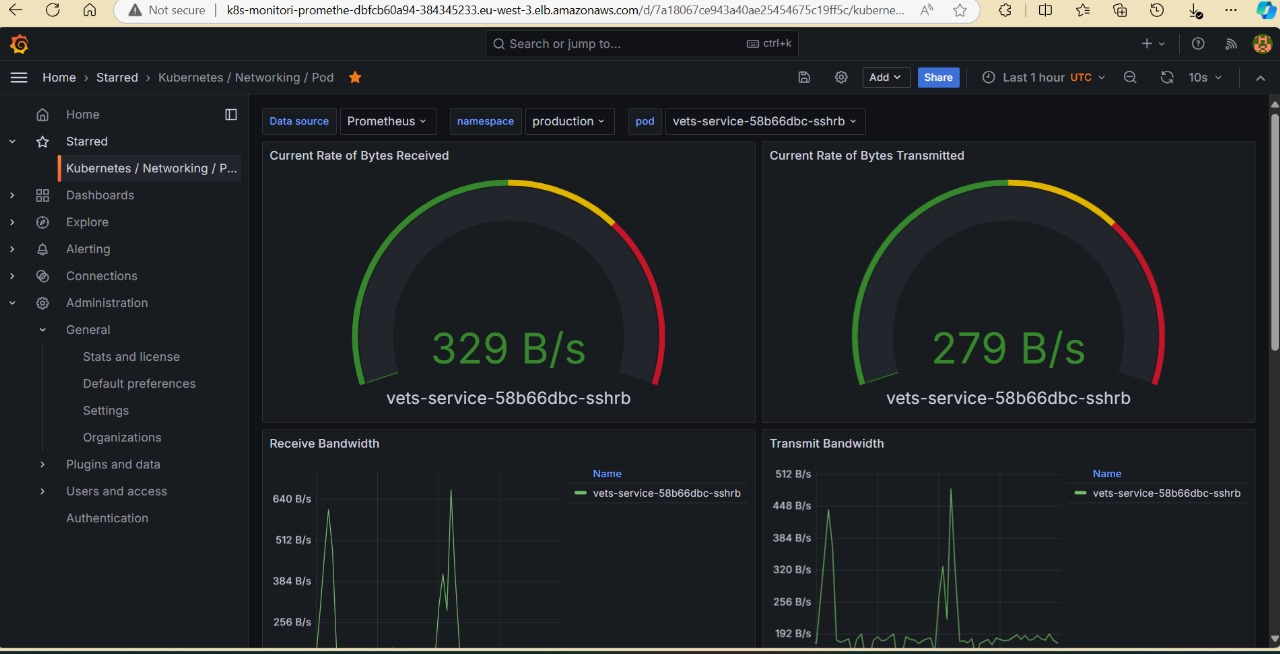 Not secure
k8s-monitori-promethe-dbfcb60a94-384345233.eu-west-3.elb.amazonaws.com/d/7a18067ce943a40ae25454675c19ff5c/kuberne...
Search or jump to...
ctrl+k
Home › Starred › Kubernetes / Networking / Pod
Add
Share
Last 1 hour UTC
10s
Home
Starred
Kubernetes / Networking / P...
Dashboards
Explore
Alerting
Connections
Administration
General
Stats and license
Default preferences
Settings
Organizations
Plugins and data
Users and access
Authentication
Data source Prometheus
namespace production
pod vets-service-58b66dbc-sshrb
Current Rate of Bytes Received
329 B/s
vets-service-58b66dbc-sshrb
Current Rate of Bytes Transmitted
279 B/s
vets-service-58b66dbc-sshrb
Receive Bandwidth
640 B/s
512 B/s
384 B/s
256 B/s
Name
vets-service-58b66dbc-sshrb
Transmit Bandwidth
512 B/s
448 B/s
384 B/s
320 B/s
256 B/s
192 B/s
Name
vets-service-58b66dbc-sshrb